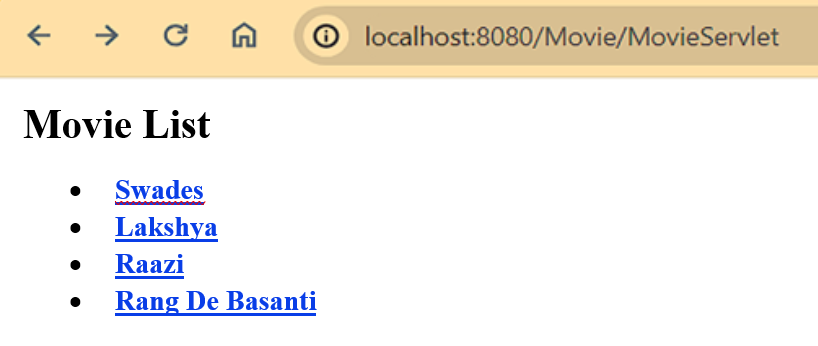 localhost:8080/Movie/MovieServlet
Movie List
Swades
Lakshya
Raazi
Rang De Basanti